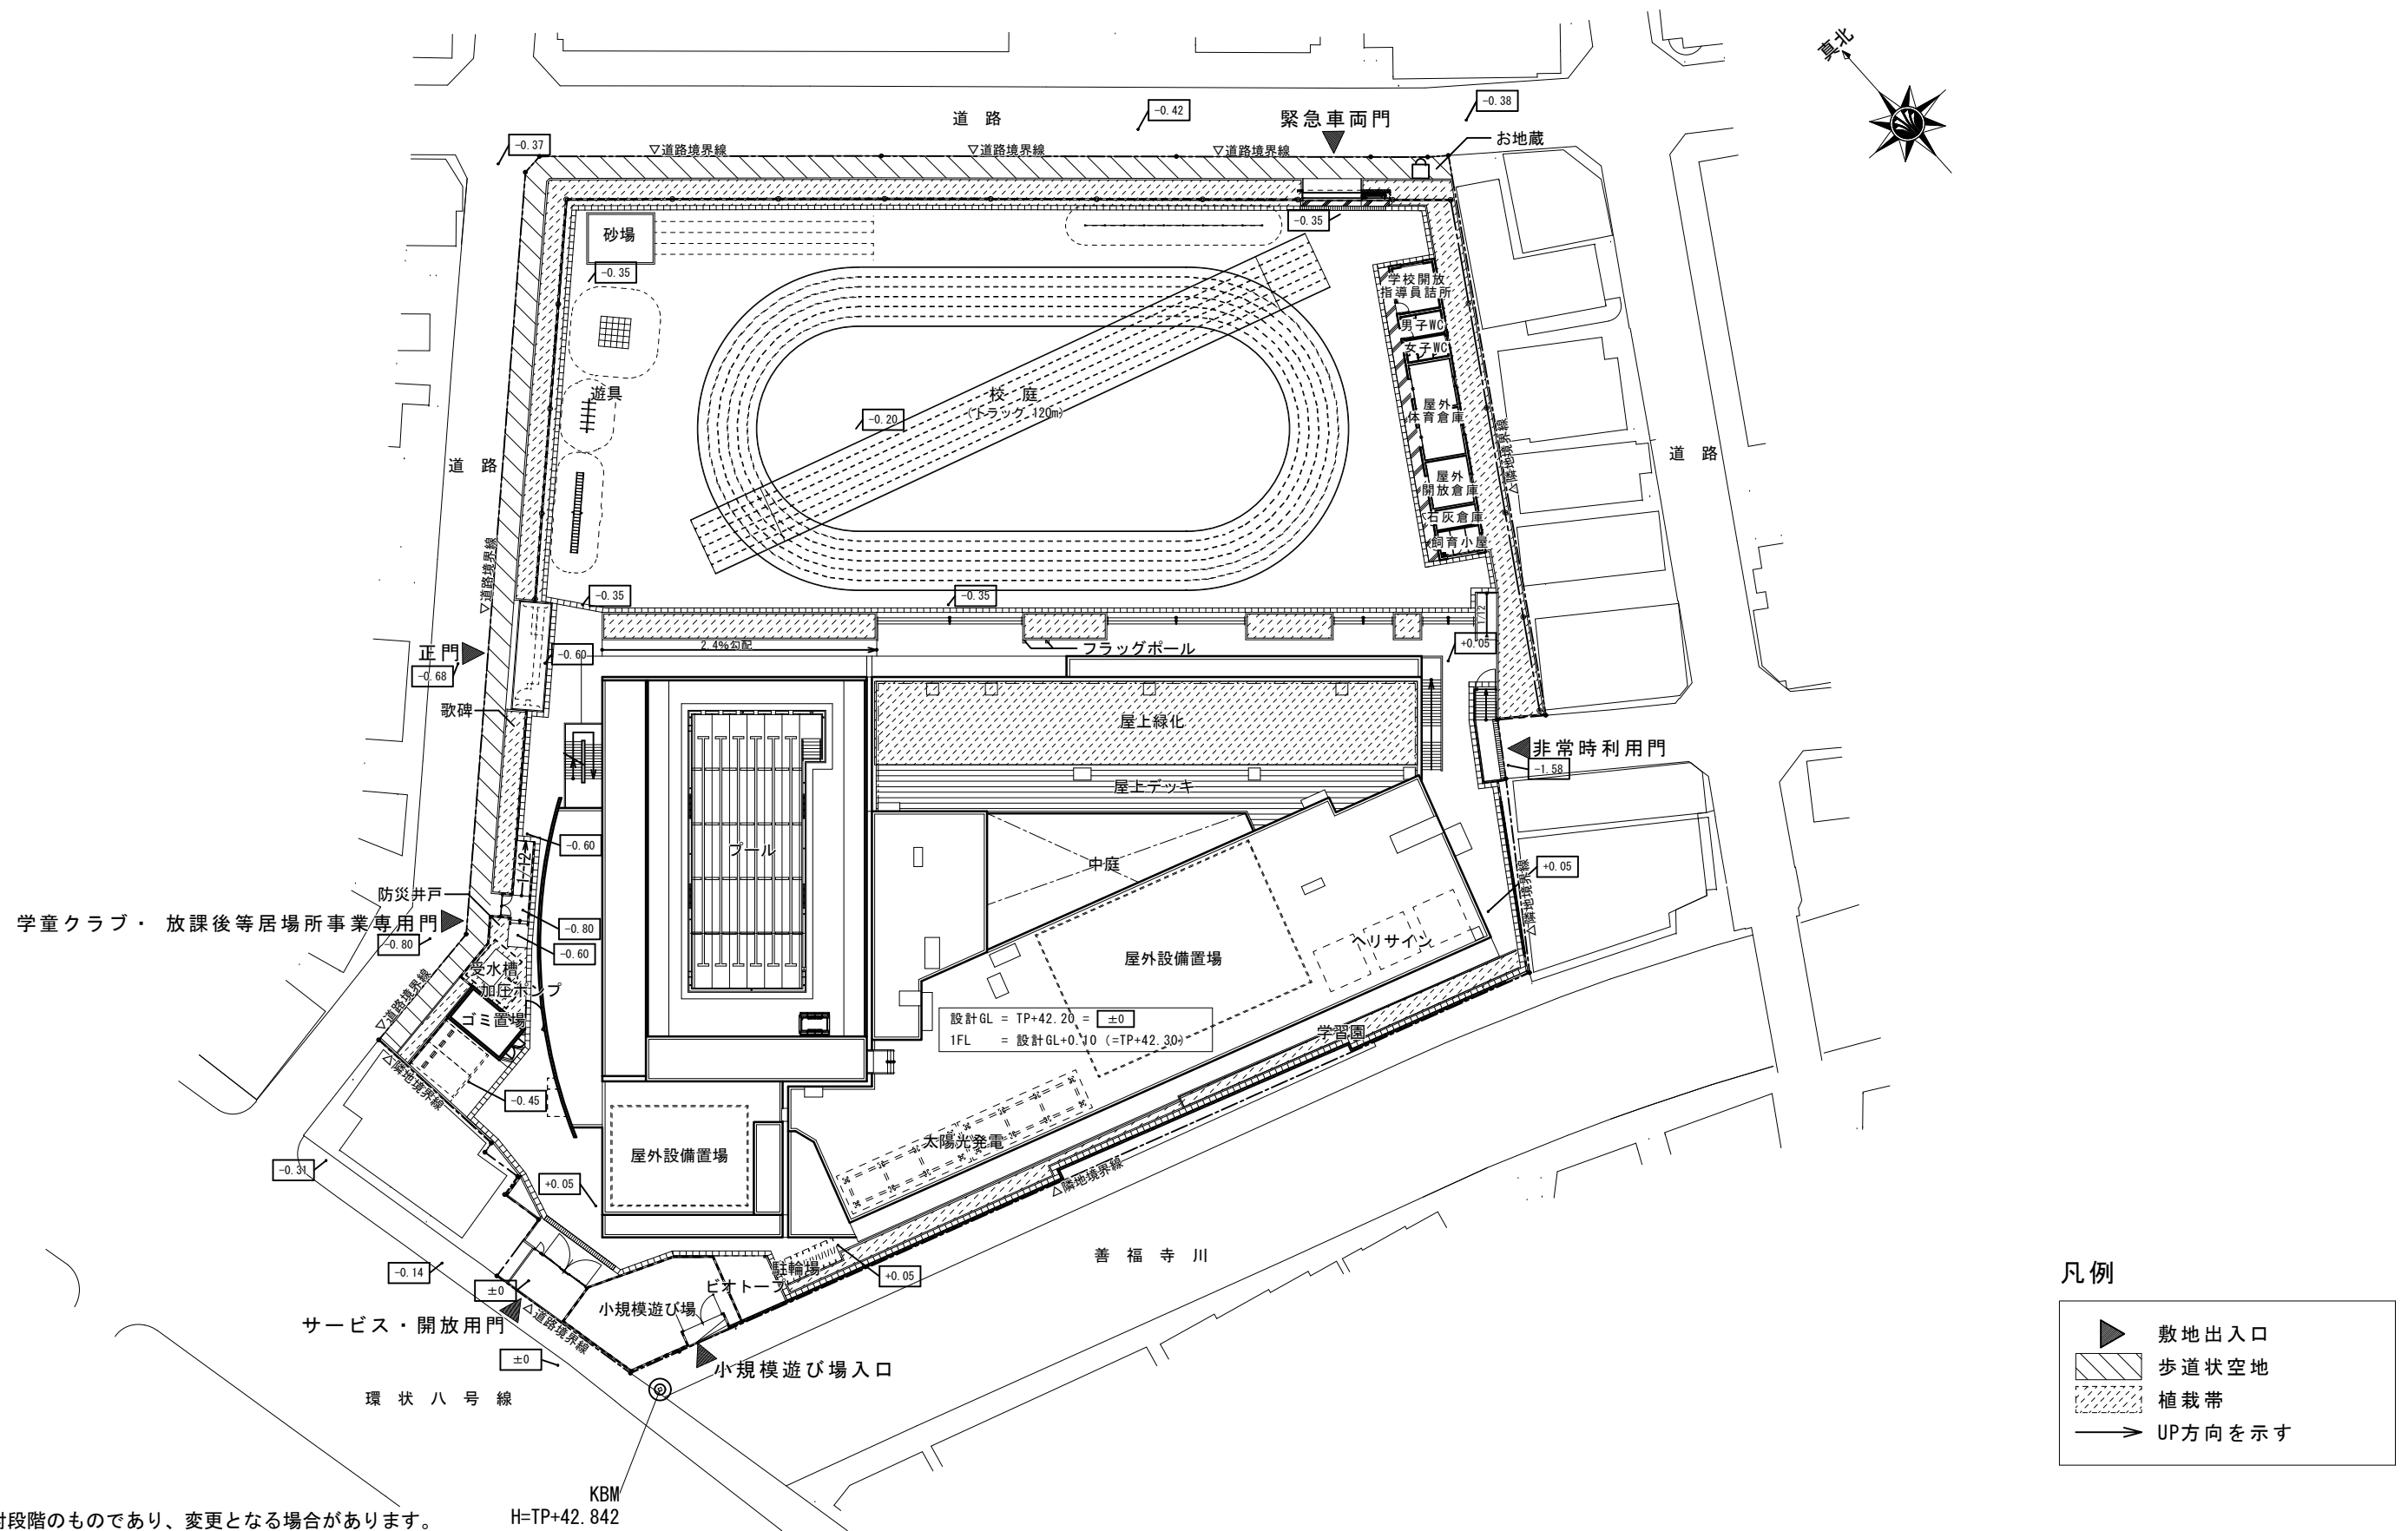 真北
道 路
-0.42
-0.38
緊急車両門
お地蔵
-0.37
▽道路境界線
▽道路境界線
▽道路境界線
砂場
-0.35
-0.35
学校開放
指導員詰所
男子WC
女子WC
遊具
校 庭
(トラック 120m)
-0.20
屋外
体育倉庫
道 路
道 路
△隣地境界線
屋外
開放倉庫
石灰倉庫
飼育小屋
▽道路境界線
-0.35
-0.35
1/12
2.4%勾配
フラッグポール
+0.05
正門
-0.60
-0.68
歌碑
屋上緑化
非常時利用門
-1.58
屋上デッキ
-0.60
プール
中庭
1/12
+0.05
防災井戸
学童クラブ・ 放課後等居場所事業専用門
-0.80
-0.80
-0.60
△隣地境界線
ヘリサイン
屋外設備置場
受水槽
加圧ポンプ
▽道路境界線
ゴミ置場
設計GL = TP+42.20 = ±0
1FL = 設計GL+0.10 (=TP+42.30)
学習園
△隣地境界線
-0.45
太陽光発電
屋外設備置場
-0.31
+0.05
△隣地境界線
善 福 寺 川
-0.14
駐輪場
+0.05
ビオトープ
±0
小規模遊び場
サービス・開放用門
△道路境界線
±0
小規模遊び場入口
環 状 八 号 線
KBM
H=TP+42.842
凡例
敷地出入口
歩道状空地
植栽帯
UP方向を示す
段階のものであり、変更となる場合があります。